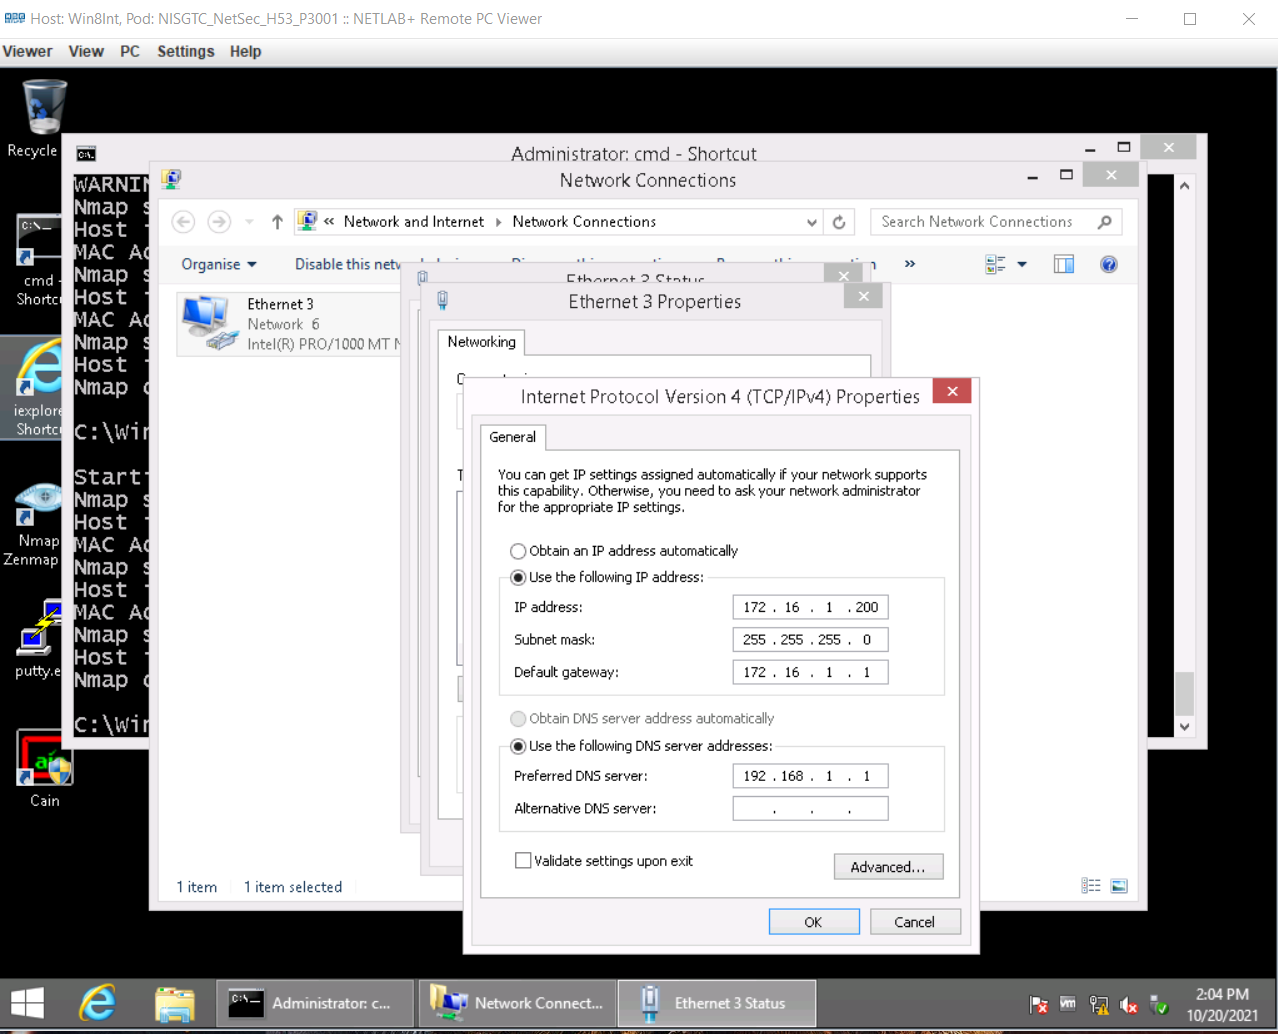 Host: Win8Int, Pod: NISGTC_NetSec_H53_P3001 :: NETLAB+ Remote PC Viewer
Viewer View PC Settings Help
Recycle
Administrator: cmd - Shortcut
Network Connections
« Network and Internet Network Connections
Search Network Connections
Organise
Disable this netw
»
Ethernet 3 Status
Ethernet 3 Properties
Ethernet 3
Network 6
Intel(R) PRO/1000 MT
Networking
Internet Protocol Version 4 (TCP/IPv4) Properties
General
You can get IP settings assigned automatically if your network supports
this capability. Otherwise, you need to ask your network administrator
for the appropriate IP settings.
Obtain an IP address automatically
Use the following IP address:
IP address: 172 . 16 . 1 . 200
Subnet mask: 255 . 255 . 255 . 0
Default gateway: 172 . 16 . 1 . 1
Obtain DNS server address automatically
Use the following DNS server addresses:
Preferred DNS server: 192 . 168 . 1 . 1
Alternative DNS server: . . .
Validate settings upon exit
Advanced...
OK Cancel
1 item 1 item selected
WARNIN
Nmap s
Host
MAC Ad
Nmap s
Host
MAC Ad
Nmap s
Host
Nmap d
C:\Win
Start
Nmap s
Host
MAC Ad
Nmap s
Host
MAC Ad
Nmap s
Host
Nmap d
C:\Win
cmd -
Shortc
iexplore
Shortc
Nmap
Zenmap
putty.e
Cain
Administrator: c...
Network Connect...
Ethernet 3 Status
2:04 PM
10/20/2021